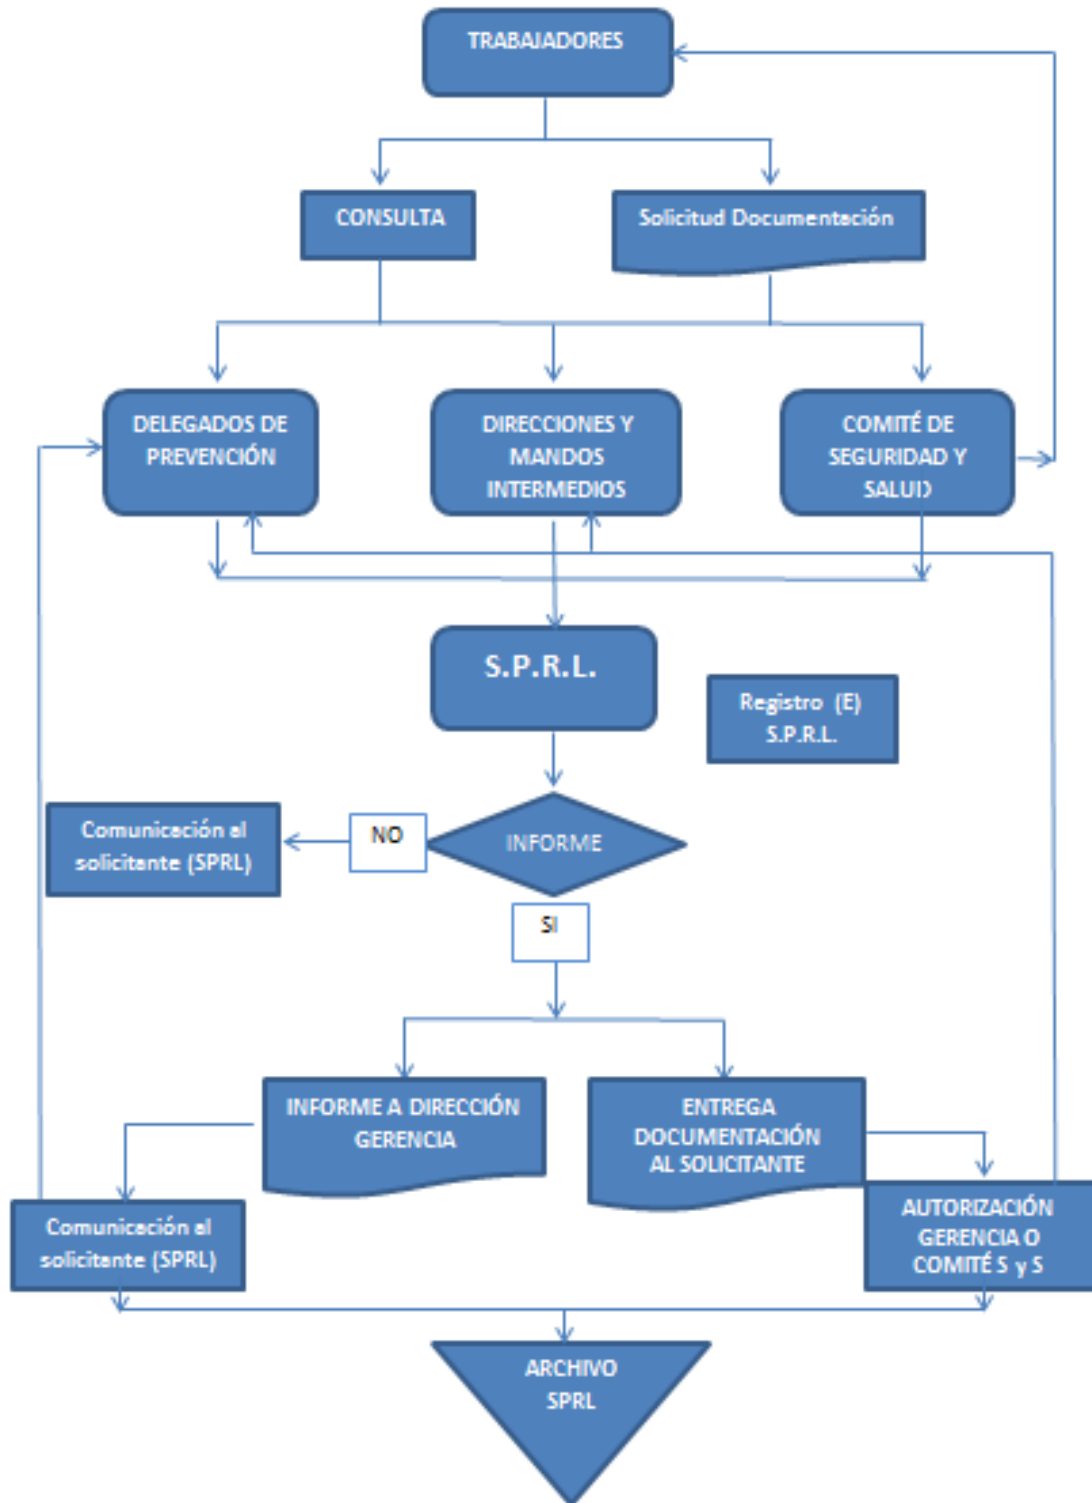 TRABAJADORES
CONSULTA
Solicitud Documentación
DELEGADOS DE
PREVENCIÓN
DIRECCIONES Y
MANDOS
INTERMEDIOS
COMITÉ DE
SEGURIDAD Y
SALUD
S.P.R.L.
Registro (E)
S.P.R.L.
Comunicación al
solicitante (SPRL)
NO
INFORME
SI
INFORME A DIRECCIÓN
GERENCIA
ENTREGA
DOCUMENTACIÓN
AL SOLICITANTE
Comunicación al
solicitante (SPRL)
AUTORIZACIÓN
GERENCIA O
COMITÉ S y S
ARCHIVO
SPRL